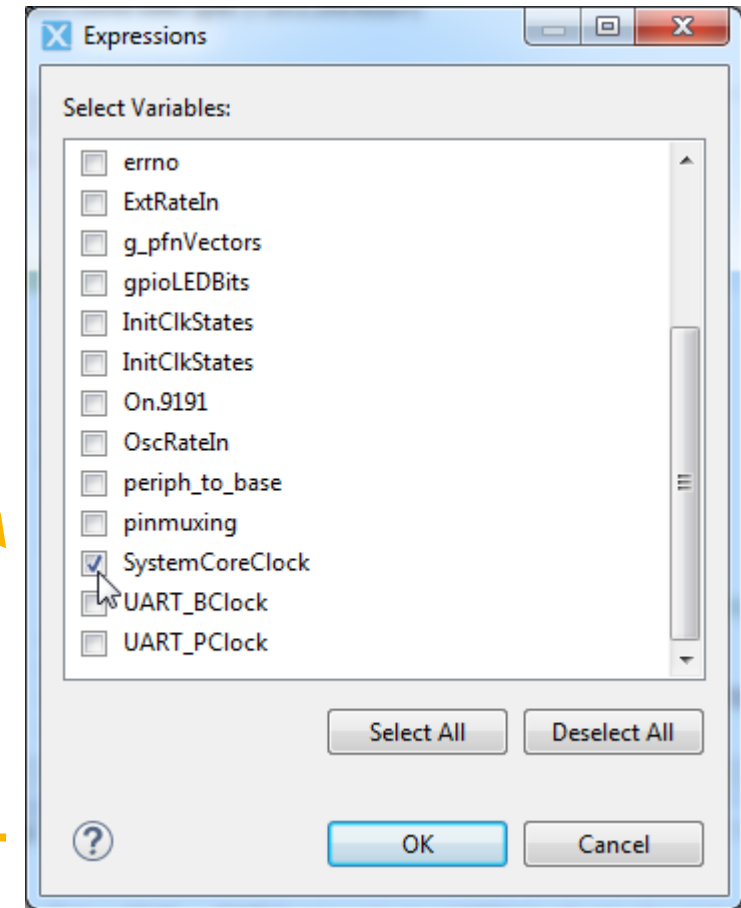 Expressions
Select Variables:
errno
ExtRateIn
g_pfnVectors
gpioLEDBits
InitClkStates
InitClkStates
On.9191
OscRateIn
periph_to_base
pinmuxing
SystemCoreClock
UART_BClock
UART_PClock
Select All Deselect All
? OK Cancel